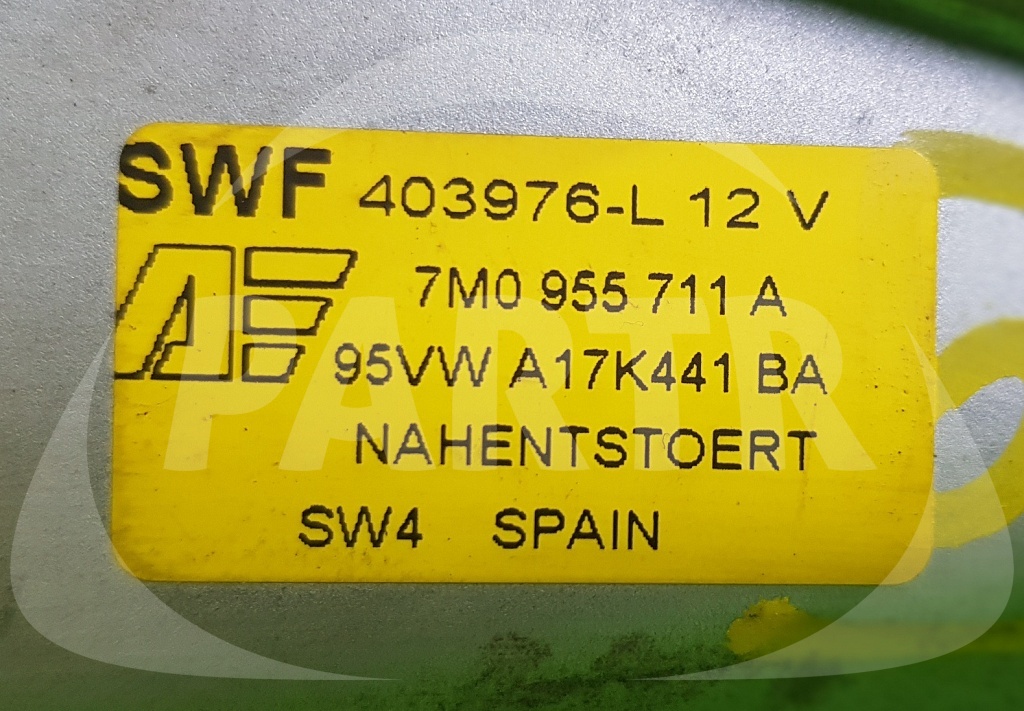 SWF 403976-L 12 V
7M0 955 711 A
95VW A17K441 BA
NAHENTSTOERT
SW4 SPAIN
PARTR